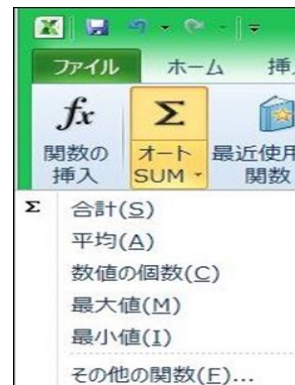 ファイル ホーム
fx Σ
関数の オート 最近使用
挿入 SUM 関数
Σ 合計(S)
平均(A)
数値の個数(C)
最大値(M)
最小値(I)
その他の関数(F)...